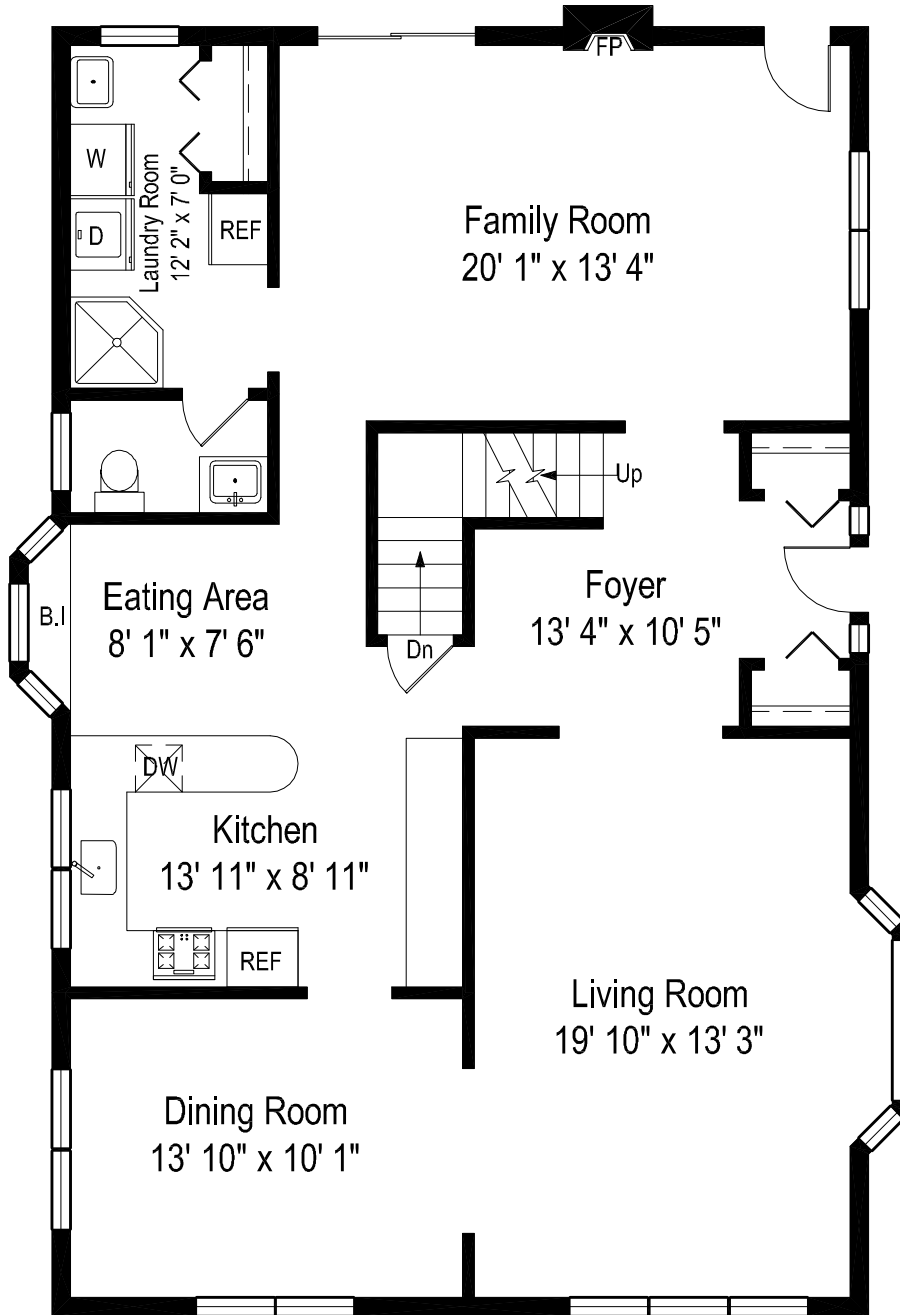 FP
W
D
Laundry Room
12' 2" x 7' 0"
REF
Family Room
20' 1" x 13' 4"
Up
B.I
Eating Area
8' 1" x 7' 6"
Dn
Foyer
13' 4" x 10' 5"
DW
Kitchen
13' 11" x 8' 11"
REF
Living Room
19' 10" x 13' 3"
Dining Room
13' 10" x 10' 1"